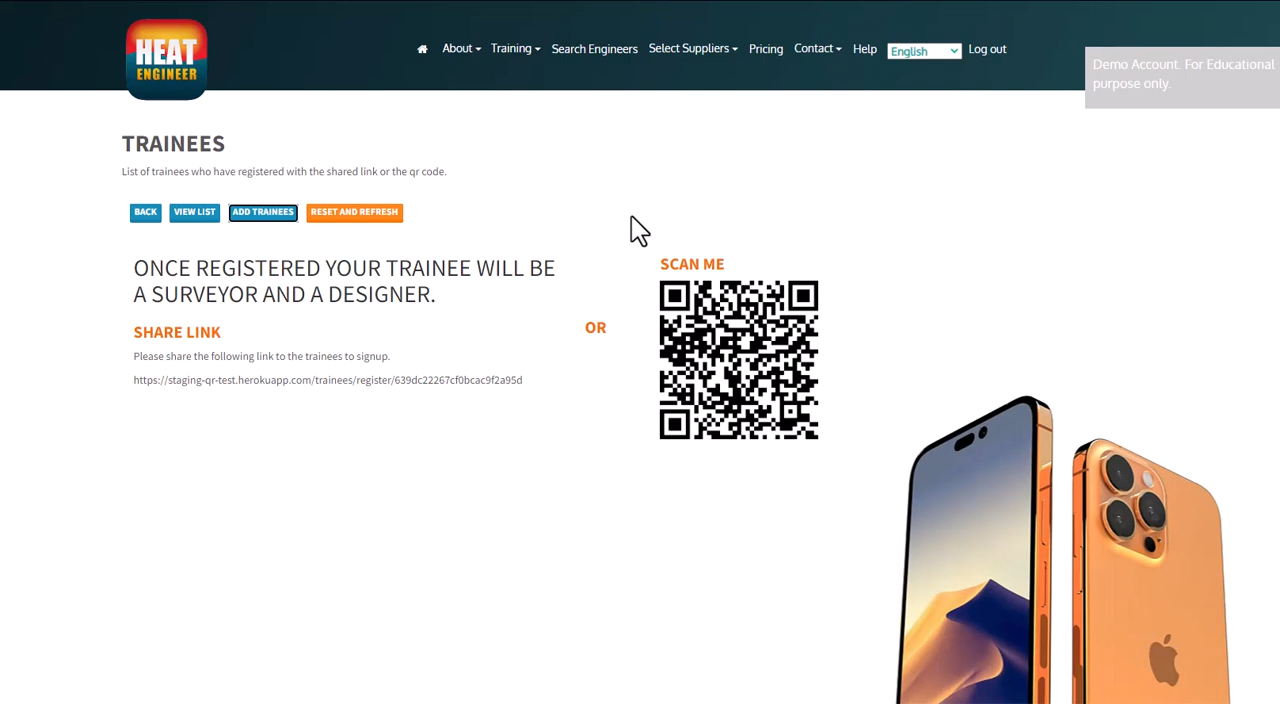 HEAT
ENGINEER
About Training Search Engineers Select Suppliers Pricing Contact Help English Log out
Demo Account. For Educational
purpose only.
TRAINEES
List of trainees who have registered with the shared link or the qr code.
BACK VIEW LIST ADD TRAINEES RESET AND REFRESH
ONCE REGISTERED YOUR TRAINEE WILL BE
A SURVEYOR AND A DESIGNER.
SHARE LINK
Please share the following link to the trainees to signup.
https://staging-qr-test.herokuapp.com/trainees/register/639dc22267cf0bcac9f2a95d
OR
SCAN ME